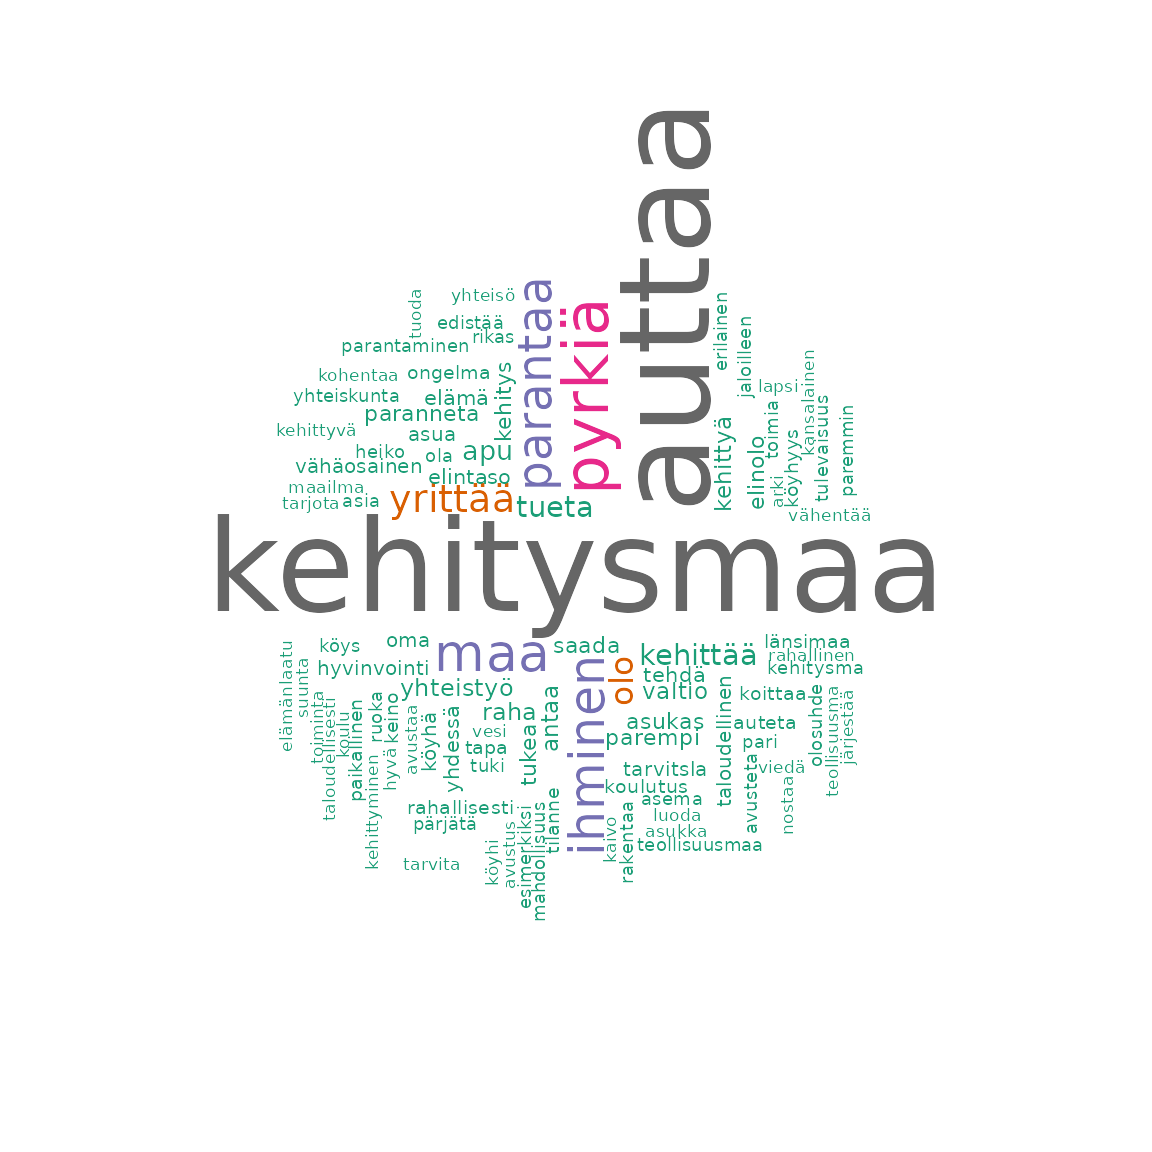 auttaa
parantaa
pyrkiä
tuoda
yhteisö
edistää
rikas
parantaminen
erilainen
jaloilleen
kohentaa
ongelma
lapsi
kansalainen
yhteiskunta
elämä
kehitys
paranneta
toimia
tulevaisuus
paremmin
kehittyvä
asua
kehittyä
elinolo
köyhyys
heiko
ola
apu
vähäosainen
elintaso
arki
maailma
yrittää
tarjota
asia
tueta
vähentää
kehitysmaa
köys
oma
maa
saada
kehittää
länsimaa
elämänlaatu
suunta
hyvinvointi
ihminen
olo
rahallinen
kehitysma
tehdä
yhteistyö
valtio
koittaa
toiminta
taloudellisesti
koulu
paikallinen
ruoka
keino
avustaa
köyhä
yhdessä
raha
antaa
asukas
taloudellinen
auteta
olosuhde
teollisuusma
järjestää
vesi
tapa
tukea
parempi
pari
tuki
hyvä
kehittyminen
tarvitsla
avusteta
viedä
nostaa
koulutus
asema
rahallisesti
tilanne
luoda
pärjätä
asukka
kaivo
rakentaa
teollisuusmaa
tarvita
köyhi
avustus
esimerkiksi
mahdollisuus